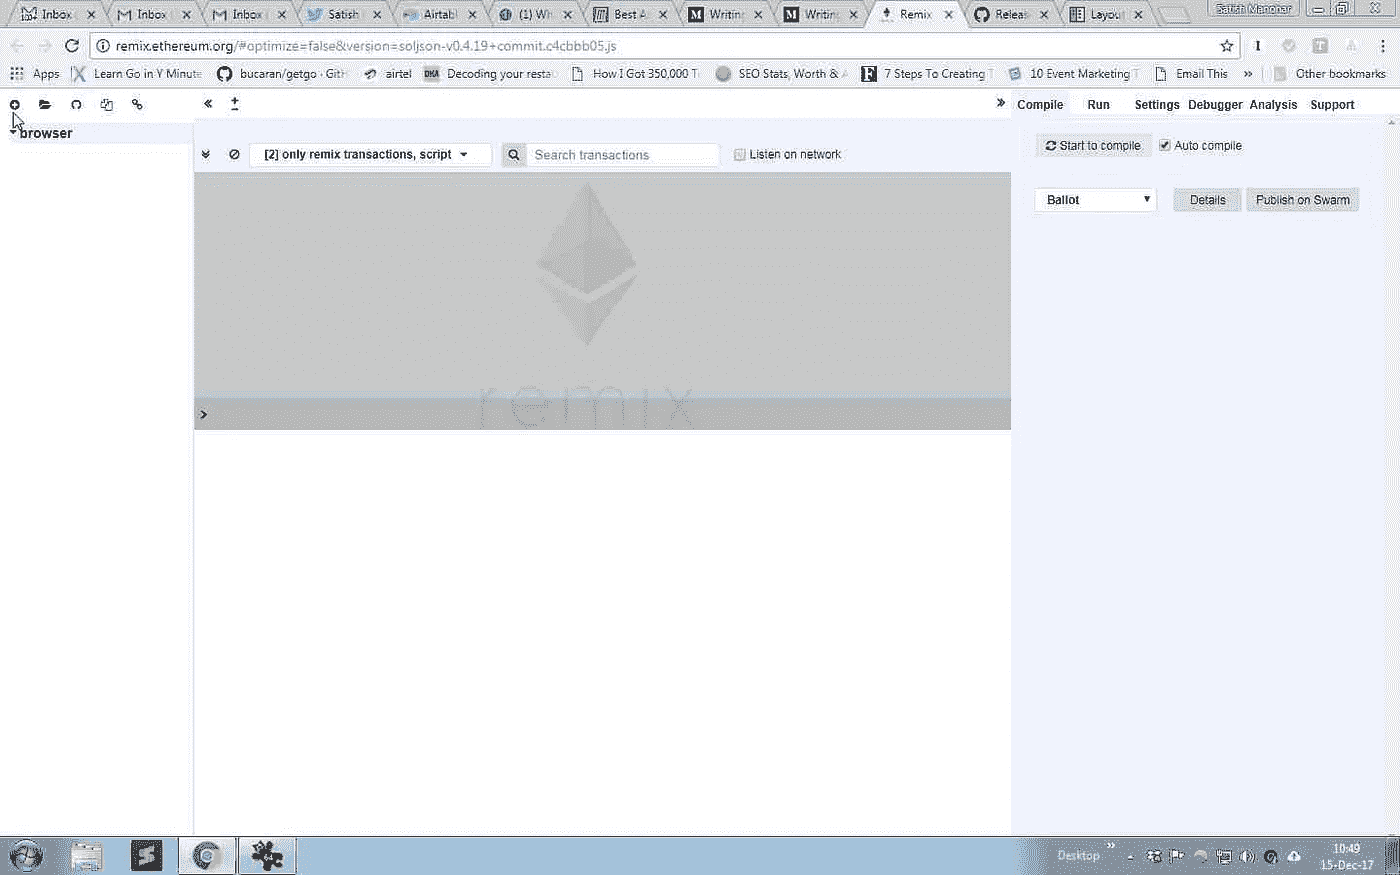 Inbox Inbox Inbox Satish Airtabl (1) Wh Best A Writing Writing Remix Releas Layout Satish Manohar
remix.ethereum.org/#optimize=false&version=soljson-v0.4.19+commit.c4cbbb05.js
Apps Learn Go in Y Minute bucaran/getgo · GitH airtel DHA Decoding your resta How I Got 350,000 T SEO Stats, Worth & A 7 Steps To Creating T 10 Event Marketing T Email This » Other bookmarks
« » Compile Run Settings Debugger Analysis Support
browser
[2] only remix transactions, script Search transactions Listen on network
Start to compile Auto compile
Ballot Details Publish on Swarm
remix
>
Desktop » 10:49
15-Dec-17